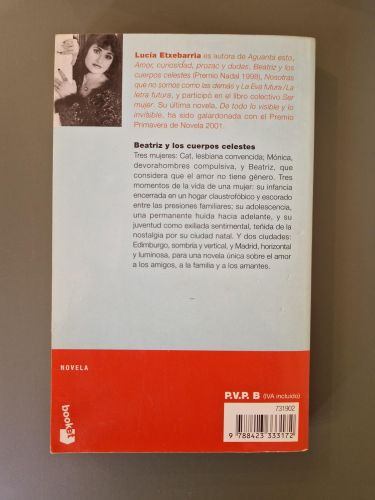 Lucía Etxebarria es autora de Aguanta esto,
Amor, curiosidad, prozac y dudas, Beatriz y los
cuerpos celestes (Premio Nadal 1998), Nosotras
que no somos como las demás y La Eva futura / La
letra futura, y participó en el libro colectivo Ser
mujer. Su última novela, De todo lo visible y lo
invisible, ha sido galardonada con el Premio
Primavera de Novela 2001.
Beatriz y los cuerpos celestes
Tres mujeres: Cat, lesbiana convencida; Mónica,
devorahombres compulsiva, y Beatriz, que
considera que el amor no tiene género. Tres
momentos de la vida de una mujer: su infancia
encerrada en un hogar claustrofóbico y escorado
entre las presiones familiares; su adolescencia,
una permanente huida hacia adelante, y su
juventud como exiliada sentimental, teñida de la
nostalgia por su ciudad natal. Y dos ciudades:
Edimburgo, sombría y vertical, y Madrid, horizontal
y luminosa, para una novela única sobre el amor
a los amigos, a la familia y a los amantes.
NOVELA
P.V.P. B (IVA incluido)
731902
9 788423 333172
booket